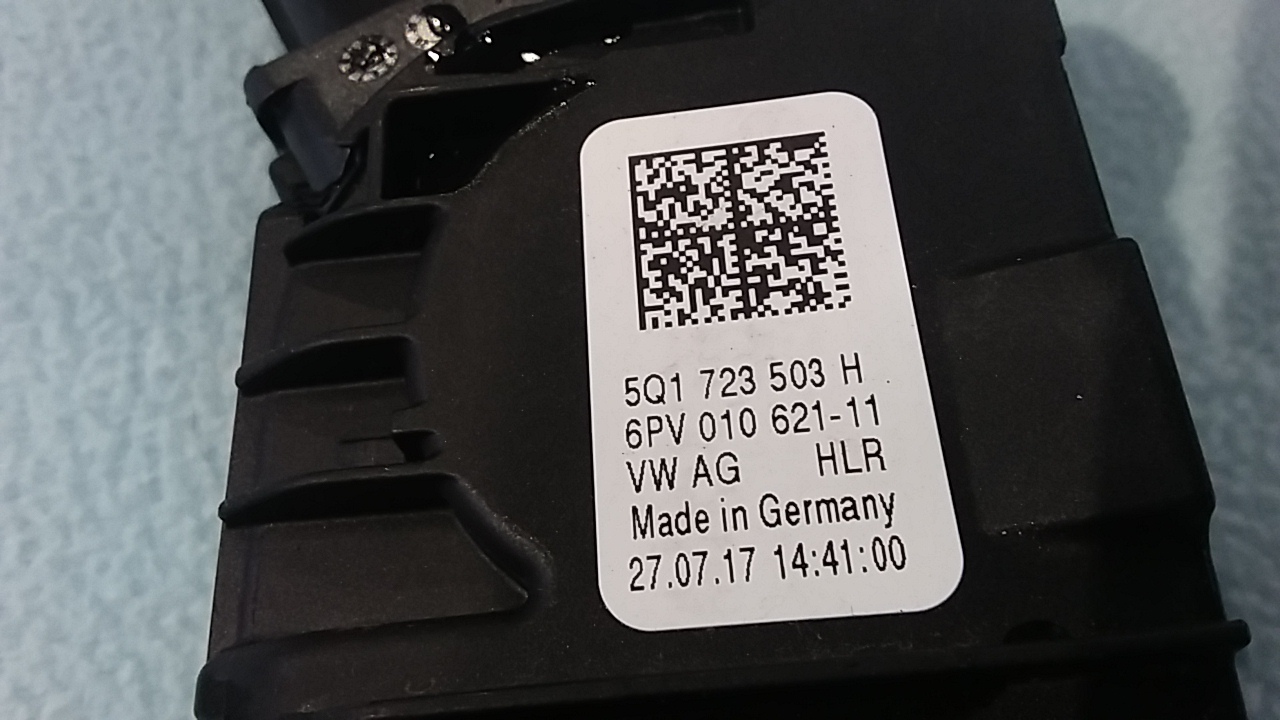 5Q1 723 503 H
6PV 010 621-11
VW AG HLR
Made in Germany
27.07.17 14:41:00